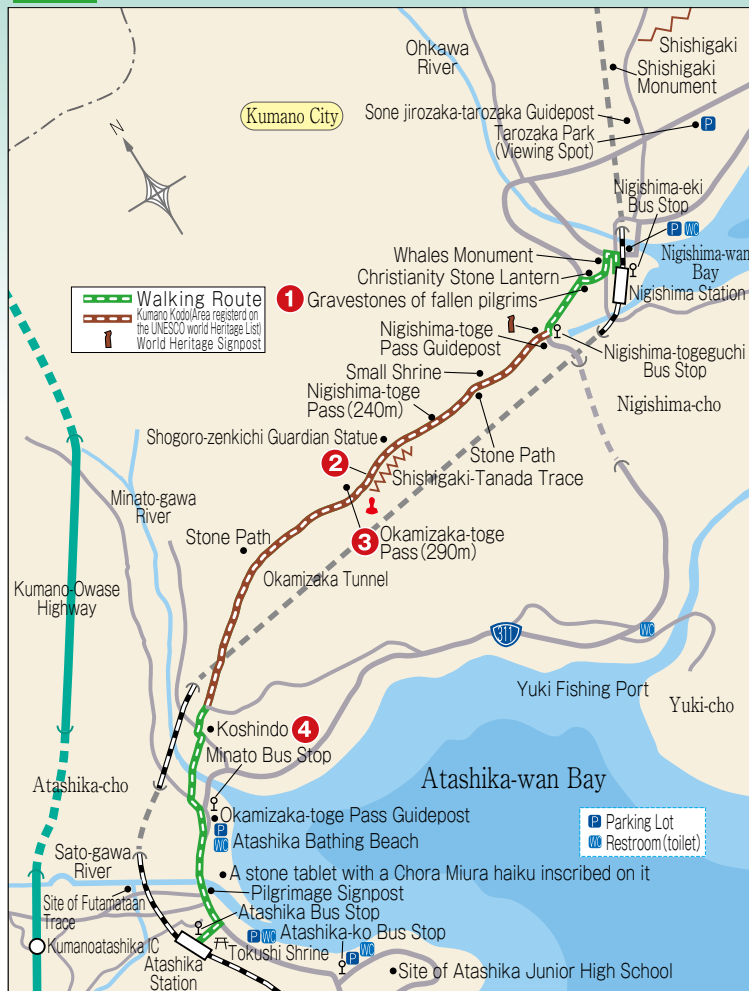 Ohkawa
River
Shishigaki
Shishigaki
Monument
Kumano City
Sone jirozaka-tarozaka Guidepost
Tarozaka Park
(Viewing Spot)
P
N
Nigishima-eki
Bus Stop
P WC
Whales Monument
Nigishima-wan
Bay
Christianity Stone Lantern
Walking Route
Kumano Kodo(Area registerd on
the UNESCO world Heritage List)
World Heritage Signpost
1
Gravestones of fallen pilgrims
Nigishima Station
Nigishima-toge
Pass Guidepost
Nigishima-togeguchi
Bus Stop
Small Shrine
Nigishima-toge
Pass(240m)
Nigishima-cho
Shogoro-zenkichi Guardian Statue
Stone Path
2
Shishigaki-Tanada Trace
Minato-gawa
River
3
Okamizaka-toge
Pass(290m)
Stone Path
Okamizaka Tunnel
Kumano-Owase
Highway
311
WC
Yuki Fishing Port
Yuki-cho
Koshindo
4
Minato Bus Stop
Atashika-cho
Atashika-wan Bay
Okamizaka-toge Pass Guidepost
P
WC
Atashika Bathing Beach
P Parking Lot
WC Restroom(toilet)
Sato-gawa
River
A stone tablet with a Chora Miura haiku inscribed on it
Pilgrimage Signpost
Site of Futamataan
Trace
Atashika Bus Stop
P WC
Atashika-ko Bus Stop
Kumanoatashika IC
Atashika
Station
Tokushi Shrine
P WC
Site of Atashika Junior High School